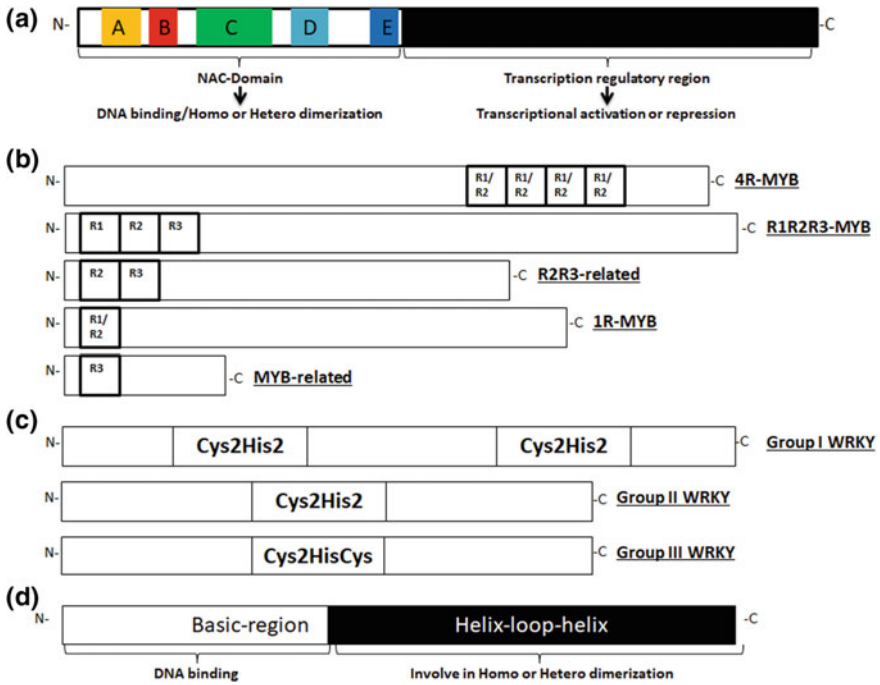 (a)
N-
A B C D E
-C
NAC-Domain
Transcription regulatory region
DNA binding/Homo or Hetero dimerization
Transcriptional activation or repression
(b)
N-
R1/ R1/ R1/ R1/
R2 R2 R2 R2
-C 4R-MYB
N-
R1 R2 R3
-C R1R2R3-MYB
N-
R2 R3
-C R2R3-related
N-
R1/
R2
-C 1R-MYB
N-
R3
-C MYB-related
(c)
N-
Cys2His2 Cys2His2
-C Group I WRKY
N-
Cys2His2
-C Group II WRKY
N-
Cys2HisCys
-C Group III WRKY
(d)
N-
Basic-region Helix-loop-helix
-C
DNA binding Involve in Homo or Hetero dimerization